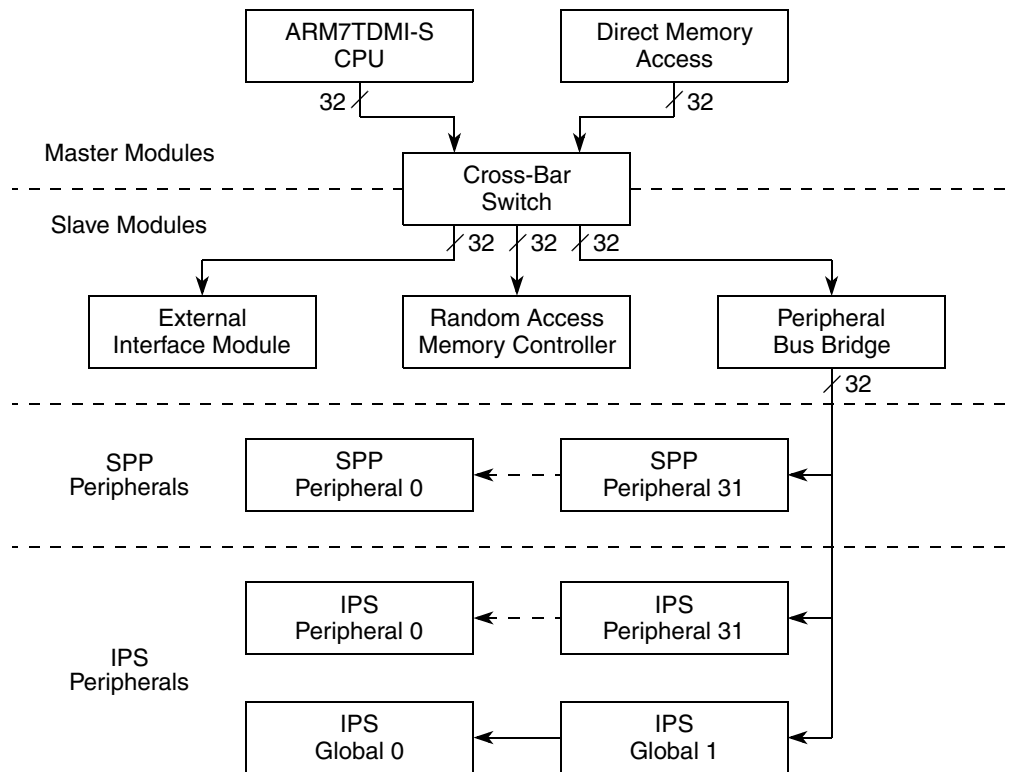 ARM7TDMI-S
CPU
Direct Memory
Access
32
32
Master Modules
Cross-Bar
Switch
Slave Modules
32
32
32
External
Interface Module
Random Access
Memory Controller
Peripheral
Bus Bridge
32
SPP
Peripherals
SPP
Peripheral 0
SPP
Peripheral 31
IPS
Peripheral 0
IPS
Peripheral 31
IPS
Peripherals
IPS
Global 0
IPS
Global 1